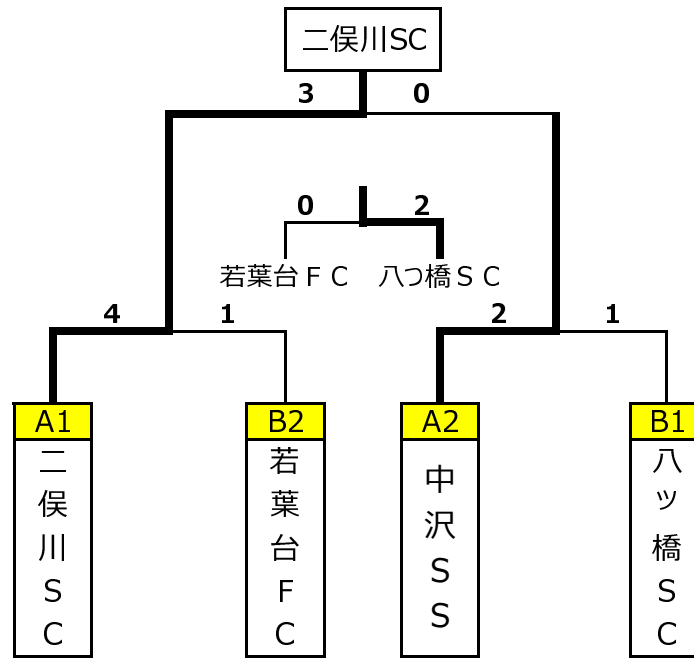 二俣川SC
3 0
0 2
若葉台ＦＣ 八つ橋ＳＣ
4 1 2 1
A1 B2 A2 B1
二俣川ＳＣ
若葉台ＦＣ
中沢ＳＳ
八ッ橋ＳＣ